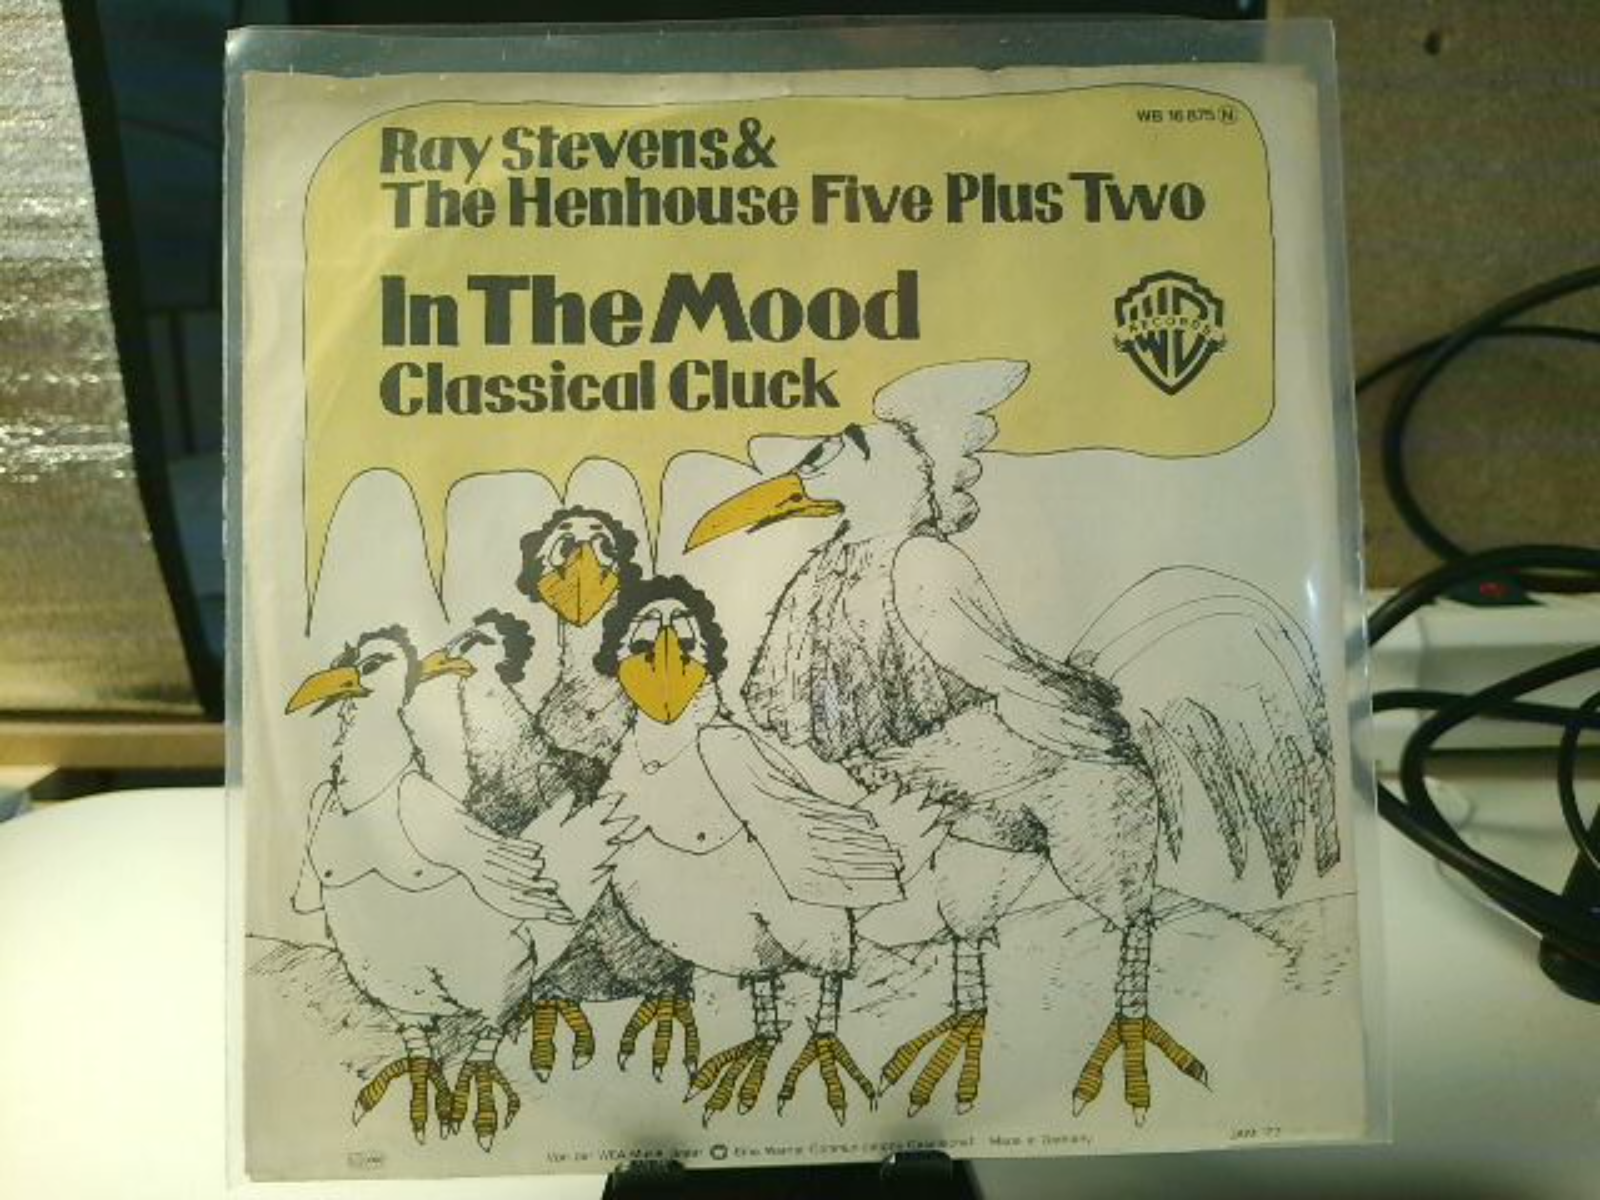 WB 16 875 N
Ray Stevens &
The Henhouse Five Plus Two
In The Mood
Classical Cluck
WB
RECORDS
Made in Germany